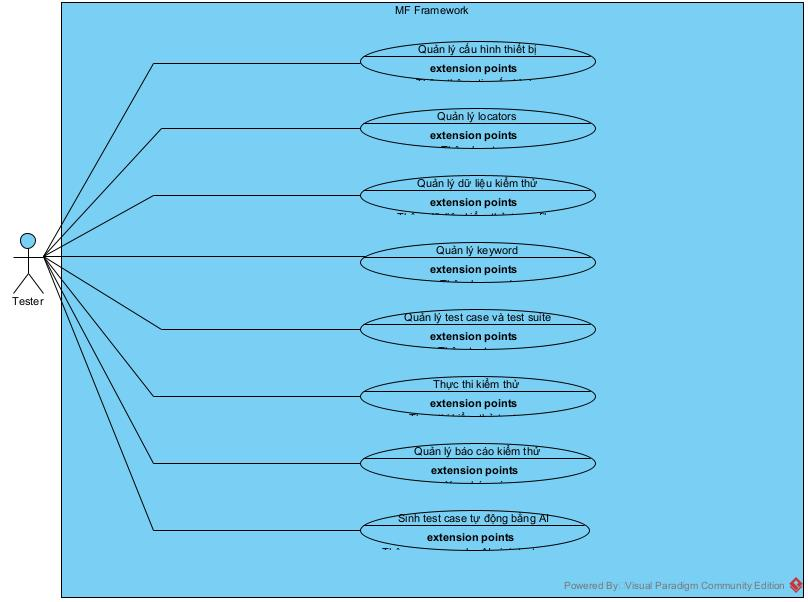 MF Framework
Quản lý cấu hình thiết bị
extension points
Quản lý locators
extension points
Quản lý dữ liệu kiểm thử
extension points
Quản lý keyword
extension points
Tester
Quản lý test case và test suite
extension points
Thực thi kiểm thử
extension points
Quản lý báo cáo kiểm thử
extension points
Sinh test case tự động bằng AI
extension points
Powered By: Visual Paradigm Community Edition